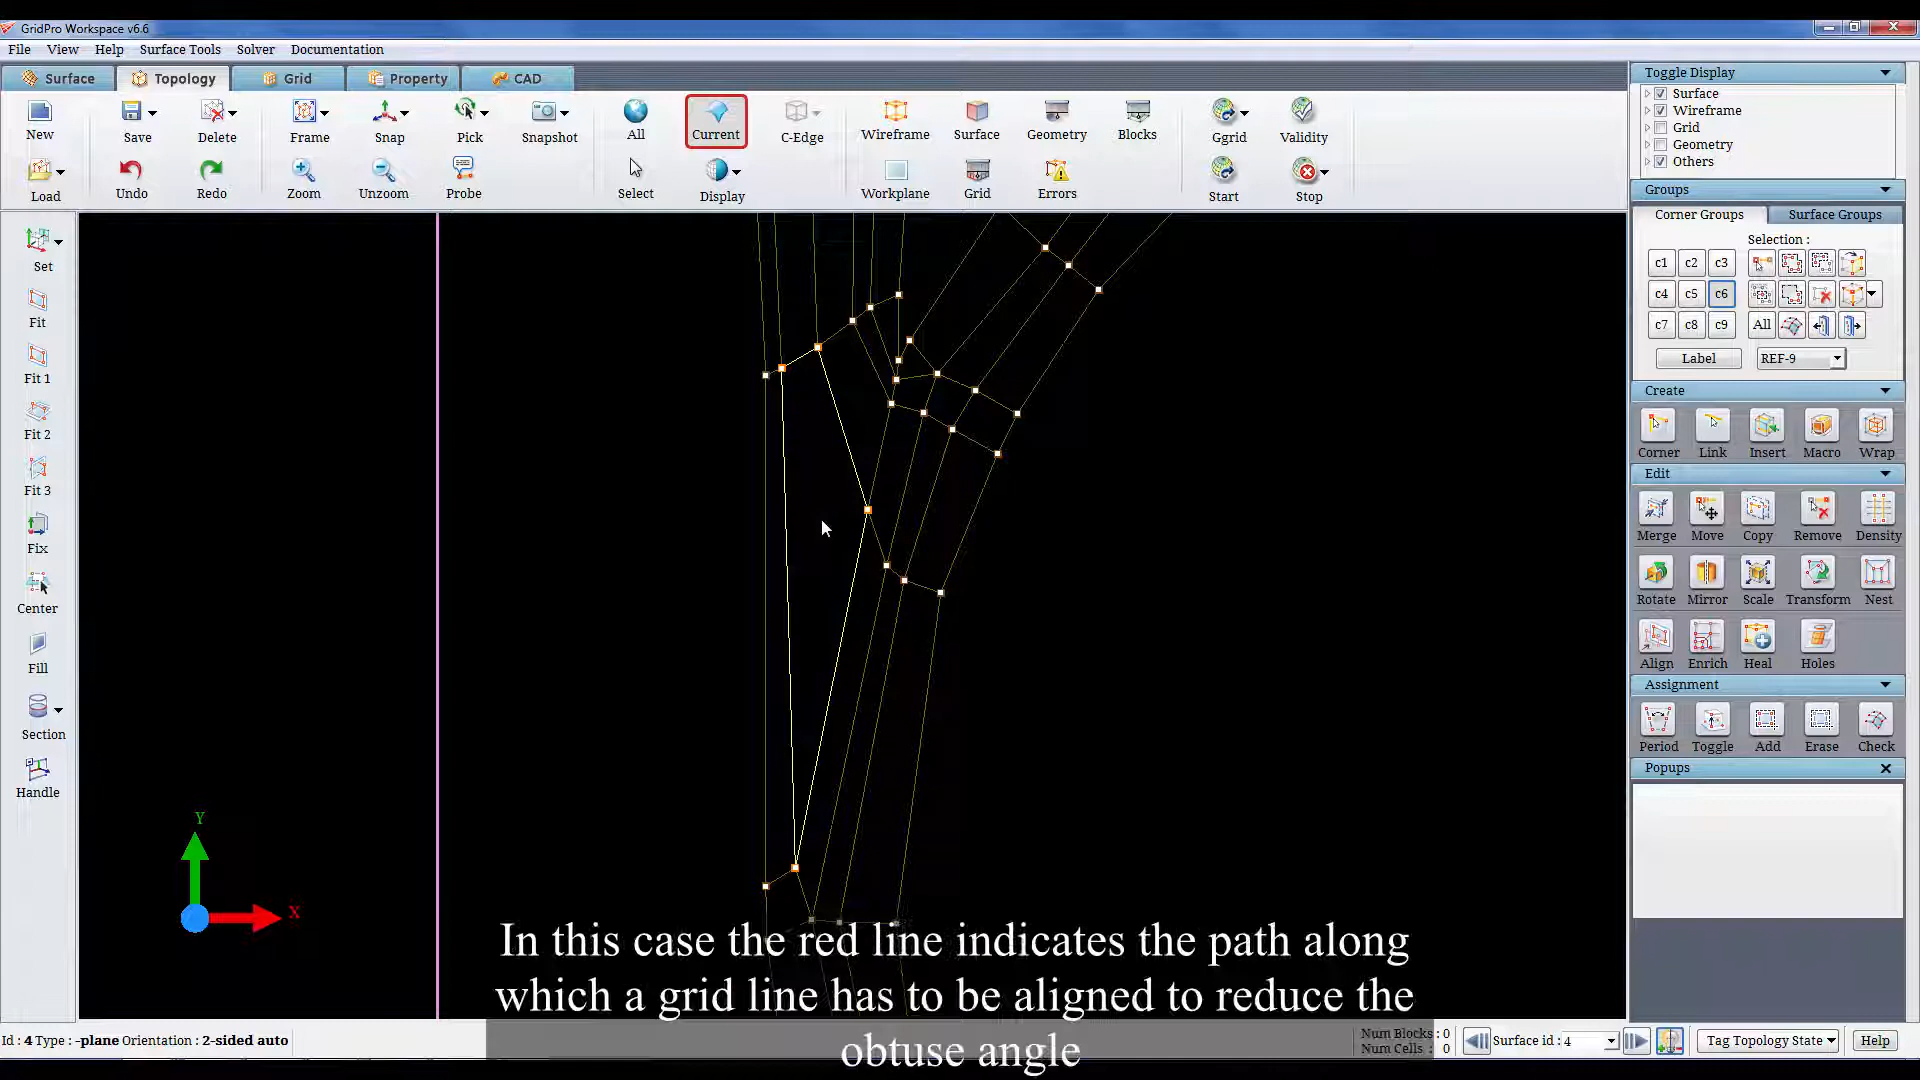 GridPro Workspace v6.6
File View Help Surface Tools Solver Documentation
Surface Topology Grid Property CAD
New Save Delete Frame Snap Pick Snapshot All Current C-Edge Wireframe Surface Geometry Blocks Ggrid Validity
Load Undo Redo Zoom Unzoom Probe Select Display Workplane Grid Errors Start Stop
Set
Fit
Fit 1
Fit 2
Fit 3
Fix
Center
Fill
Section
Handle
Y
X
Toggle Display
Surface
Wireframe
Grid
Geometry
Others
Groups
Corner Groups Surface Groups
Selection :
c1 c2 c3
c4 c5 c6
c7 c8 c9 All
Label REF-9
Create
Corner Link Insert Macro Wrap
Edit
Merge Move Copy Remove Density
Rotate Mirror Scale Transform Nest
Align Enrich Heal Holes
Assignment
Period Toggle Add Erase Check
Popups
In this case the red line indicates the path along
which a grid line has to be aligned to reduce the
obtuse angle
Id : 4 Type : -plane Orientation : 2-sided auto
Num Blocks : 0
Num Cells : 0
Surface id : 4 Tag Topology State Help